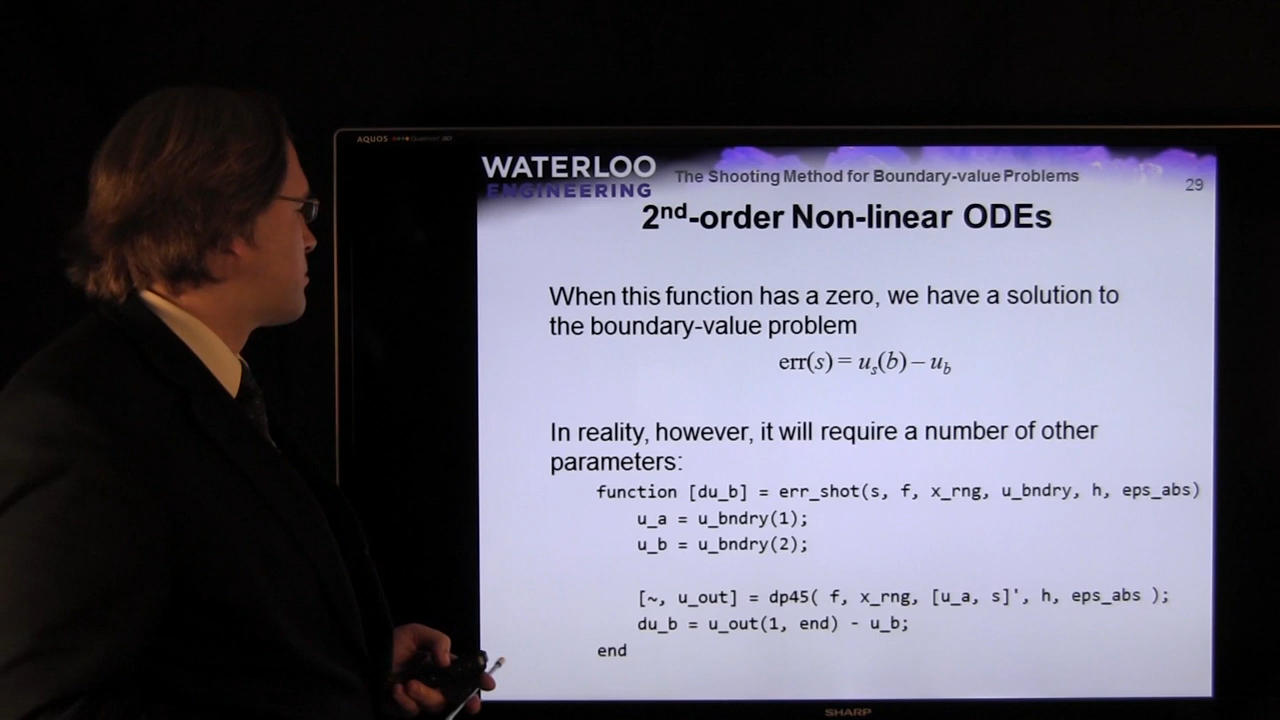 AQUOS
WATERLOO
ENGINEERING
The Shooting Method for Boundary-value Problems
29
2nd-order Non-linear ODEs
When this function has a zero, we have a solution to
the boundary-value problem
err(s) = us(b) – ub
In reality, however, it will require a number of other
parameters:
function [du_b] = err_shot(s, f, x_rng, u_bndry, h, eps_abs)
u_a = u_bndry(1);
u_b = u_bndry(2);
[~, u_out] = dp45( f, x_rng, [u_a, s]', h, eps_abs );
du_b = u_out(1, end) - u_b;
end
SHARP